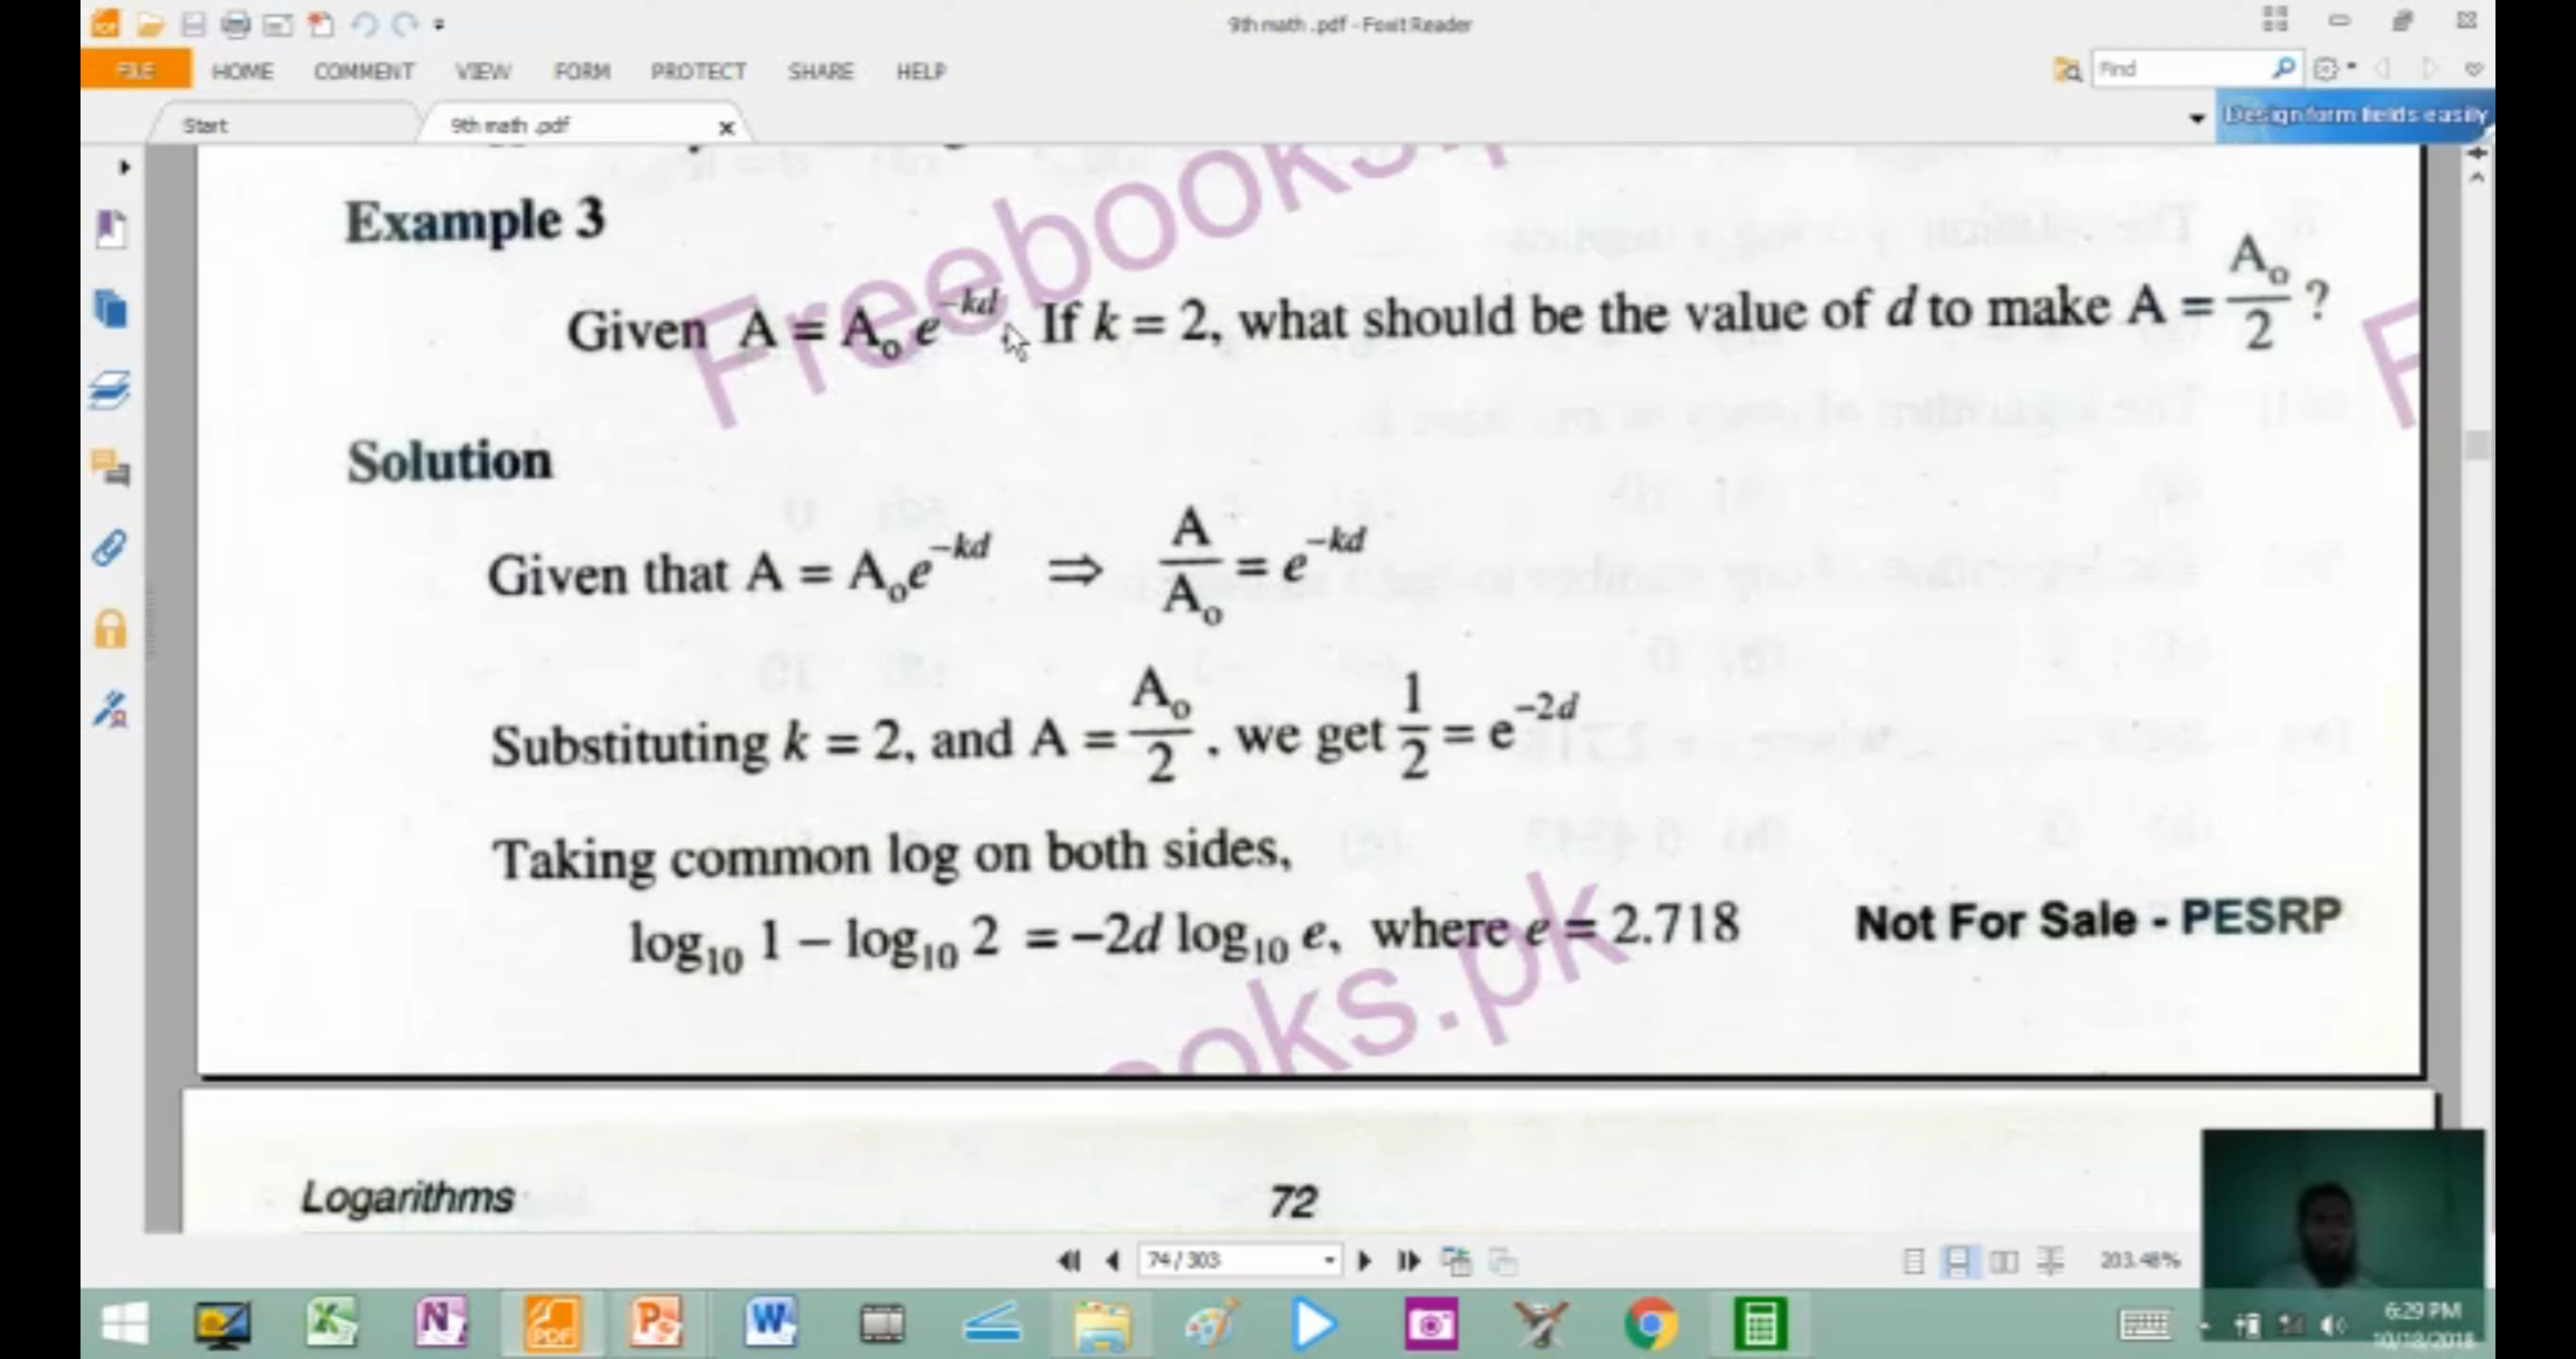 9th math .pdf - Foxit Reader
FILE HOME COMMENT VIEW FORM PROTECT SHARE HELP
Find
Start
9th math .pdf
Design form fields easily
Example 3
Given A = A₀ e^{-kd}. If k = 2, what should be the value of d to make A = A₀/2 ?
Solution
Given that A = A₀e^{-kd} ⇒ A/A₀ = e^{-kd}
Substituting k = 2, and A = A₀/2 , we get 1/2 = e^{-2d}
Taking common log on both sides,
log₁₀ 1 – log₁₀ 2 = –2d log₁₀ e, where e = 2.718
Not For Sale - PESRP
Logarithms
72
74 / 303
203.48%
6:29 PM
10/18/2018